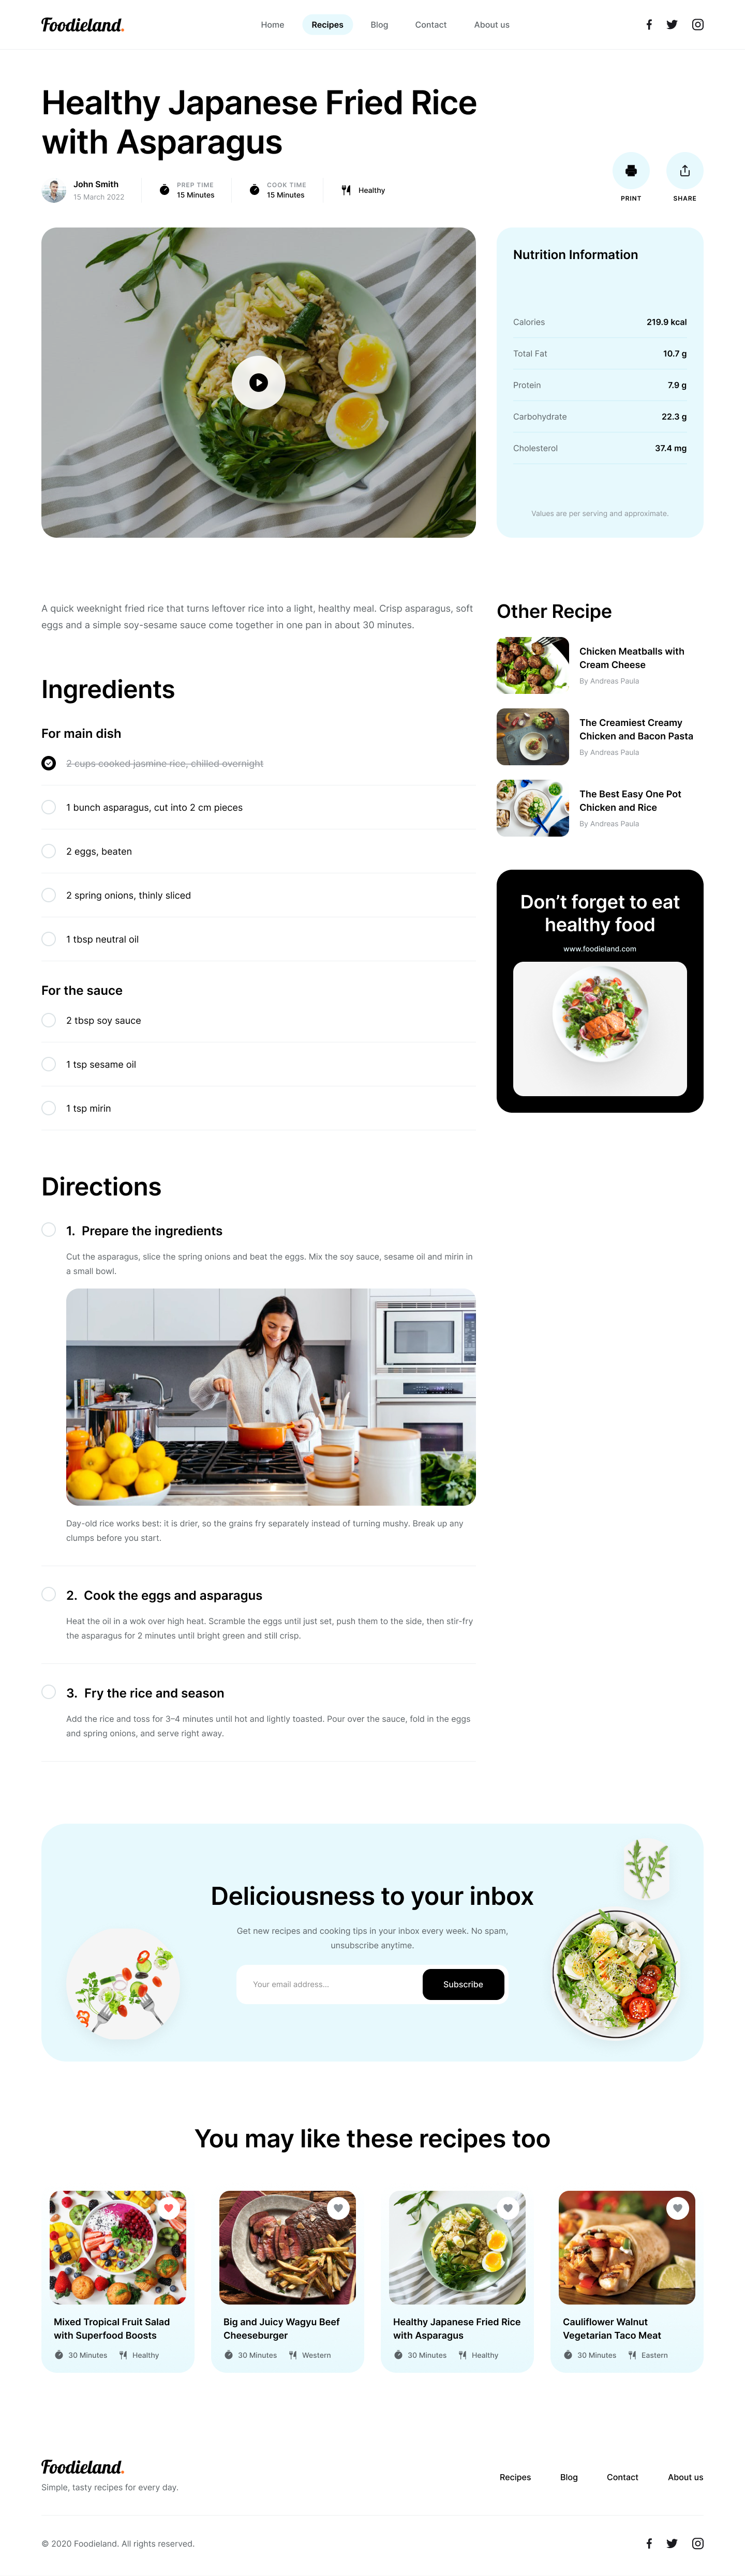 Foodieland.
Home
Recipes
Blog
Contact
About us
Healthy Japanese Fried Rice
with Asparagus
John Smith
15 March 2022
PREP TIME
15 Minutes
COOK TIME
15 Minutes
Healthy
PRINT
SHARE
Nutrition Information
Calories 219.9 kcal
Total Fat 10.7 g
Protein 7.9 g
Carbohydrate 22.3 g
Cholesterol 37.4 mg
Values are per serving and approximate.
A quick weeknight fried rice that turns leftover rice into a light, healthy meal. Crisp asparagus, soft
eggs and a simple soy-sesame sauce come together in one pan in about 30 minutes.
Ingredients
For main dish
2 cups cooked jasmine rice, chilled overnight
1 bunch asparagus, cut into 2 cm pieces
2 eggs, beaten
2 spring onions, thinly sliced
1 tbsp neutral oil
For the sauce
2 tbsp soy sauce
1 tsp sesame oil
1 tsp mirin
Other Recipe
Chicken Meatballs with
Cream Cheese
By Andreas Paula
The Creamiest Creamy
Chicken and Bacon Pasta
By Andreas Paula
The Best Easy One Pot
Chicken and Rice
By Andreas Paula
Don’t forget to eat
healthy food
www.foodieland.com
Directions
1. Prepare the ingredients
Cut the asparagus, slice the spring onions and beat the eggs. Mix the soy sauce, sesame oil and mirin in
a small bowl.
Day-old rice works best: it is drier, so the grains fry separately instead of turning mushy. Break up any
clumps before you start.
2. Cook the eggs and asparagus
Heat the oil in a wok over high heat. Scramble the eggs until just set, push them to the side, then stir-fry
the asparagus for 2 minutes until bright green and still crisp.
3. Fry the rice and season
Add the rice and toss for 3–4 minutes until hot and lightly toasted. Pour over the sauce, fold in the eggs
and spring onions, and serve right away.
Deliciousness to your inbox
Get new recipes and cooking tips in your inbox every week. No spam,
unsubscribe anytime.
Your email address...
Subscribe
You may like these recipes too
Mixed Tropical Fruit Salad
with Superfood Boosts
30 Minutes
Healthy
Big and Juicy Wagyu Beef
Cheeseburger
30 Minutes
Western
Healthy Japanese Fried Rice
with Asparagus
30 Minutes
Healthy
Cauliflower Walnut
Vegetarian Taco Meat
30 Minutes
Eastern
Foodieland.
Simple, tasty recipes for every day.
Recipes
Blog
Contact
About us
© 2020 Foodieland. All rights reserved.